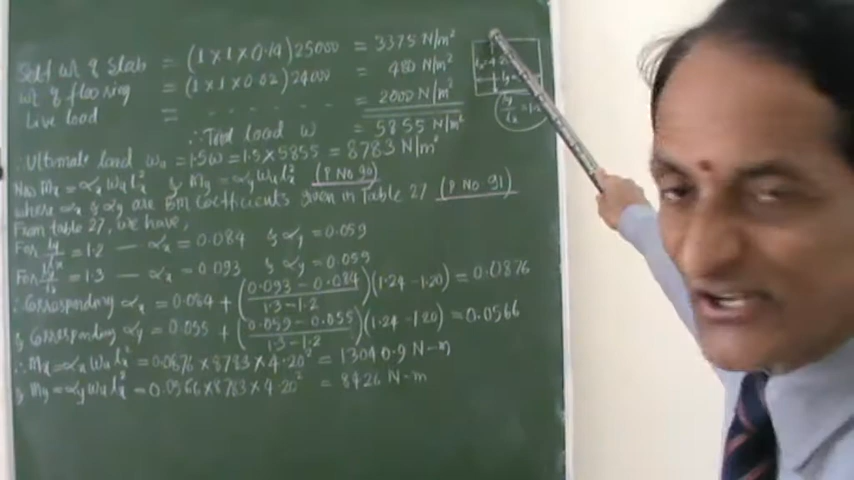 Self wt of slab = (1 x 1 x 0.14) 25000 = 3375 N/m²
wt of flooring = (1 x 1 x 0.02) 24000 = 480 N/m²
Live load = . . . . . . . = 2000 N/m²
∴ Total load w = 5855 N/m²
∴ Ultimate load wu = 1.5w = 1.5 x 5855 = 8783 N/m²
Now Mx = αx wu lx² & My = αy wu lx² (P No 90)
where αx & αy are BM coefficients given in Table 27 (P No 91)
From table 27, we have,
For ly/lx = 1.2 — αx = 0.084 & αy = 0.059
For ly/lx = 1.3 — αx = 0.093 & αy = 0.059
∴ Corresponding αx = 0.084 + ((0.093 - 0.084)/(1.3 - 1.2)) (1.24 - 1.20) = 0.0876
& Corresponding αy = 0.055 + ((0.059 - 0.055)/(1.3 - 1.2)) (1.24 - 1.20) = 0.0566
∴ Mx = αx wu lx² = 0.0876 x 8783 x 4.20² = 13040.9 N-m
& My = αy wu lx² = 0.0566 x 8783 x 4.20² = 8426 N-m